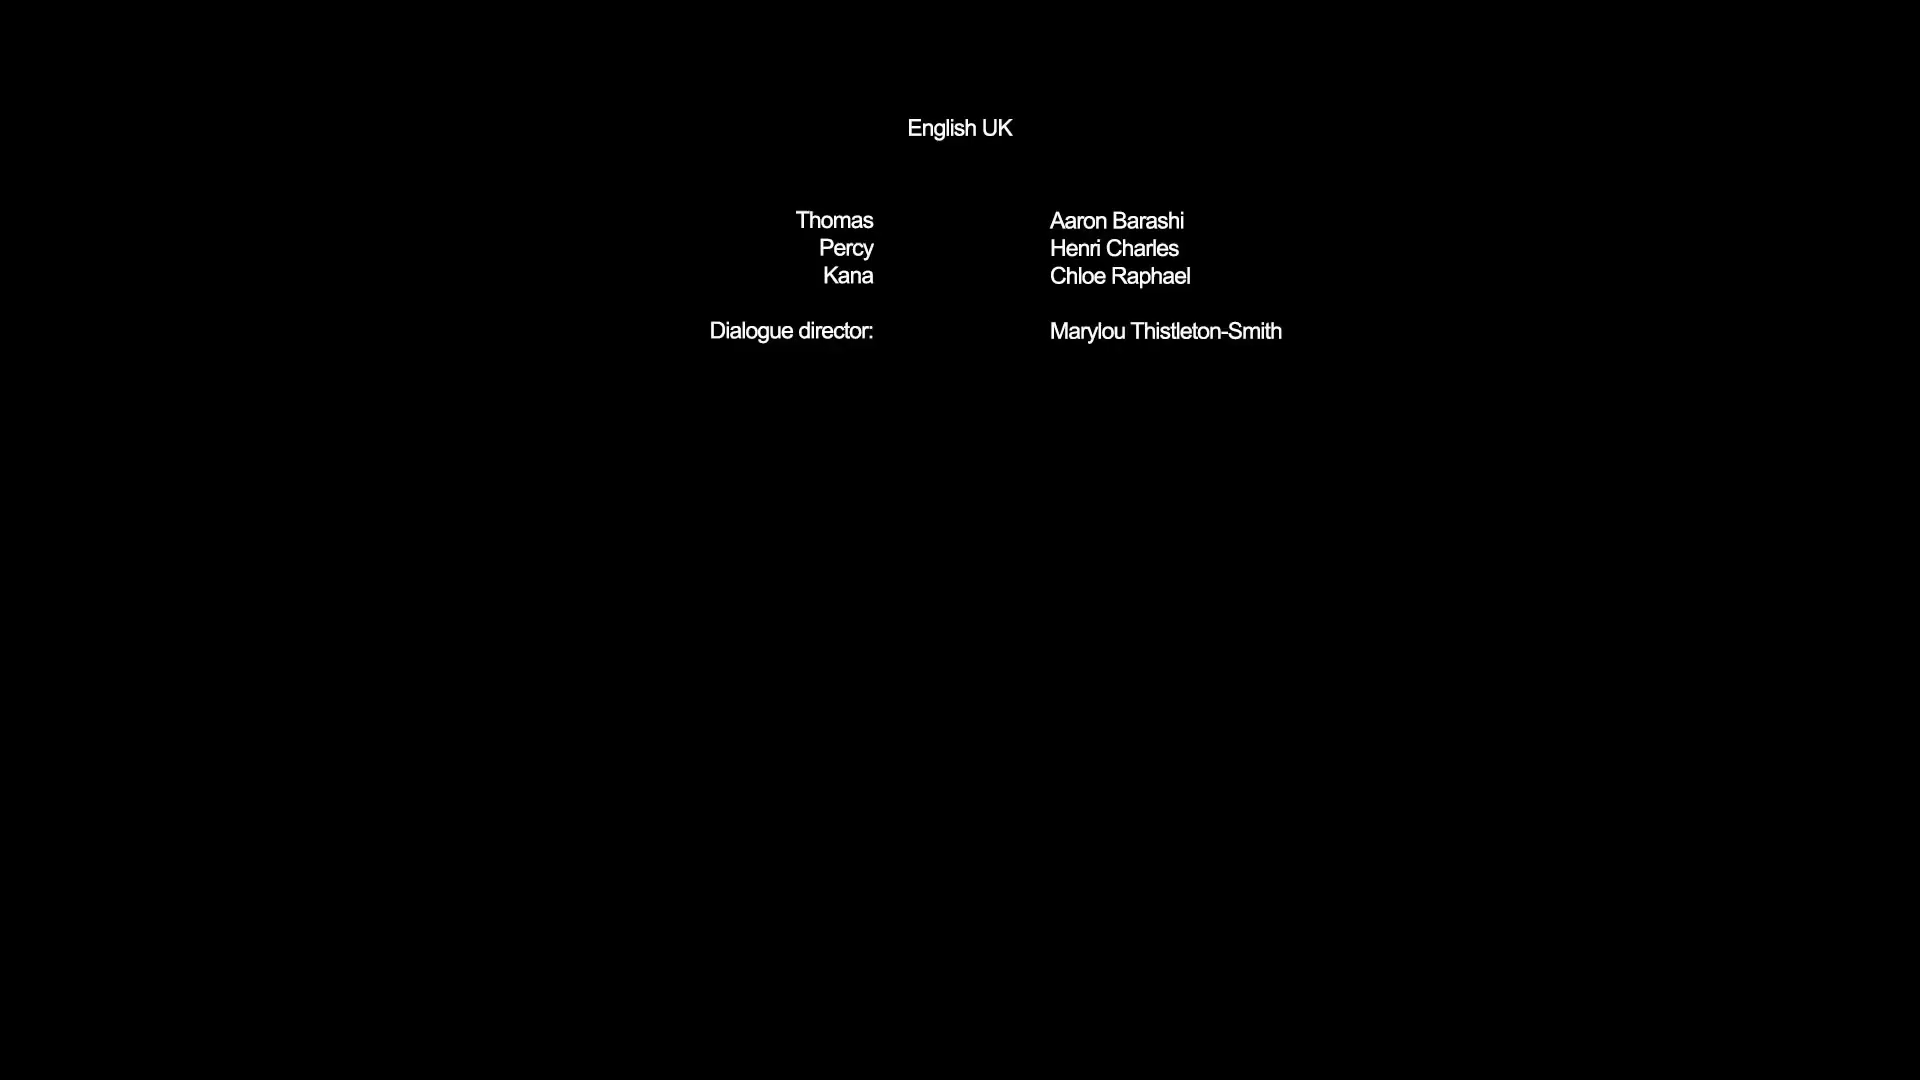 English UK
Thomas Aaron Barashi
Percy Henri Charles
Kana Chloe Raphael
Dialogue director: Marylou Thistleton-Smith